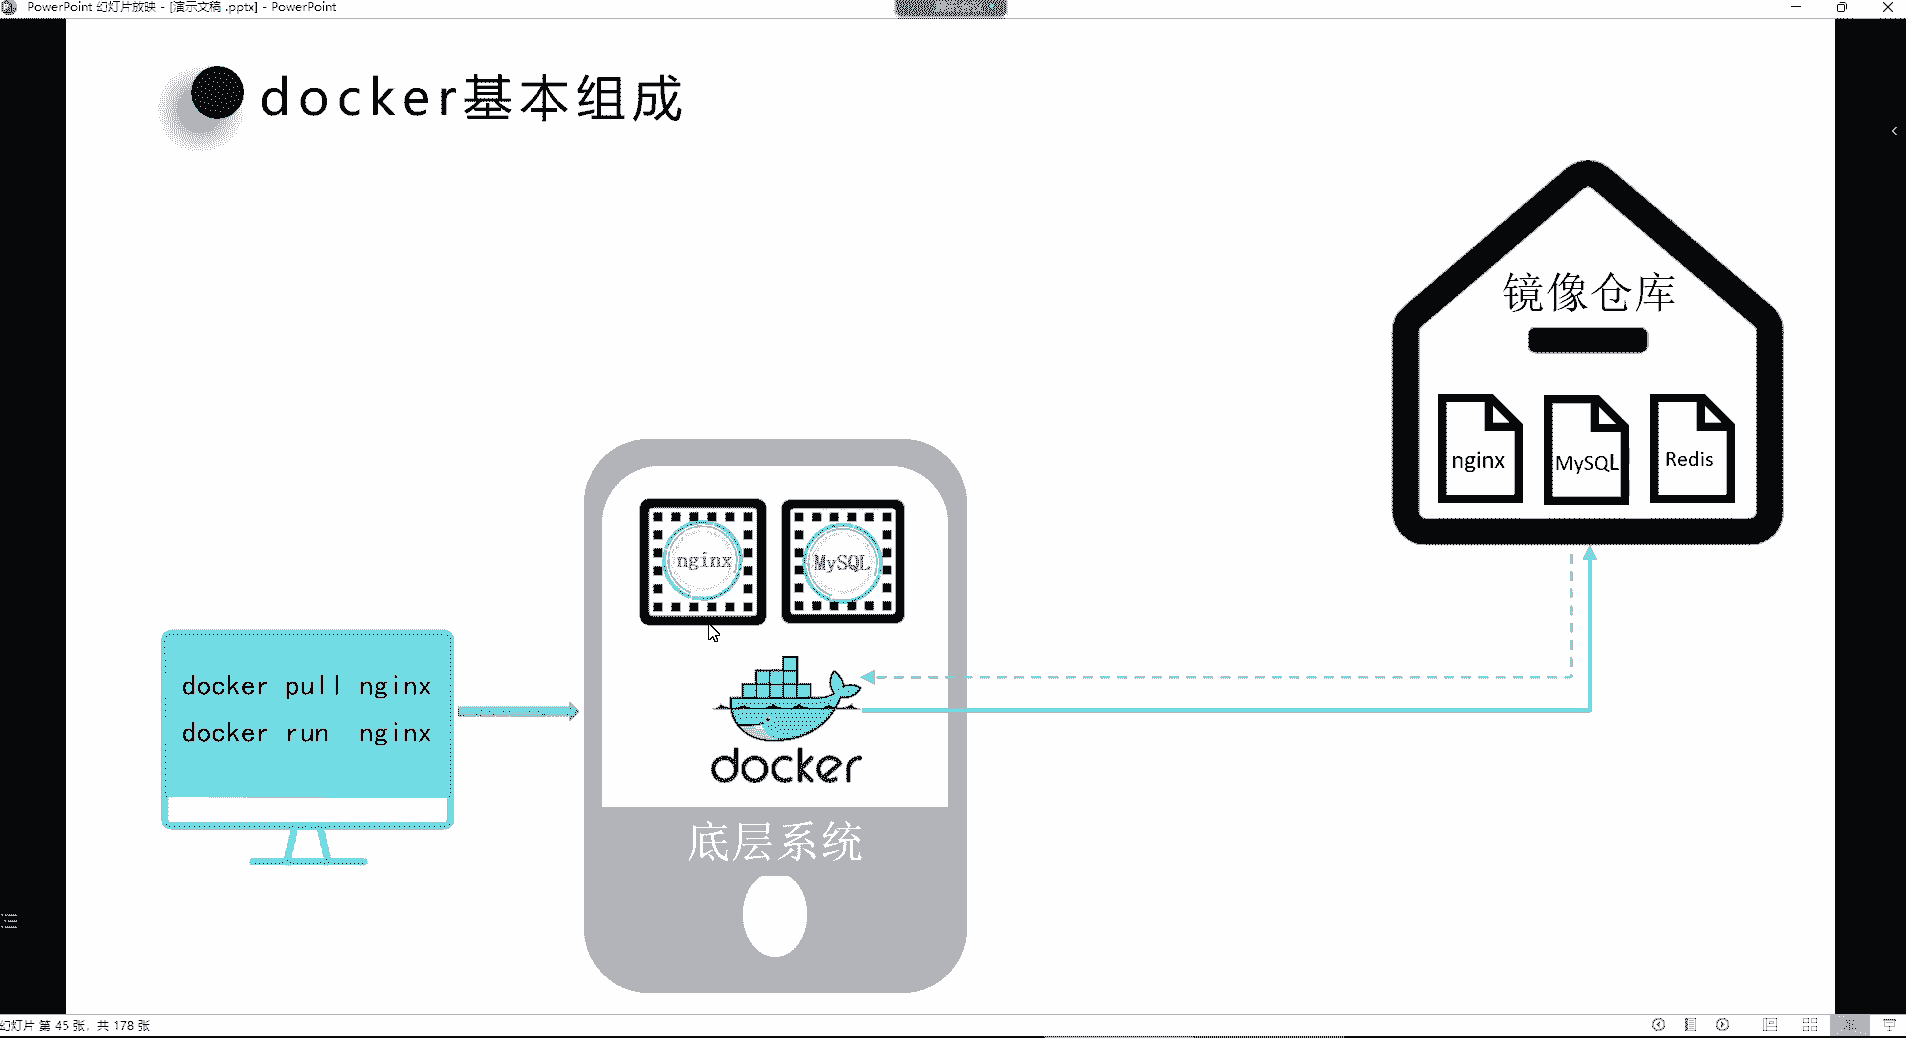 PowerPoint 幻灯片放映 - [演示文稿 .pptx] - PowerPoint
docker基本组成
镜像仓库
nginx
MySQL
Redis
nginx
MySQL
docker pull nginx
docker run nginx
docker
底层系统
幻灯片 第 45 张，共 178 张